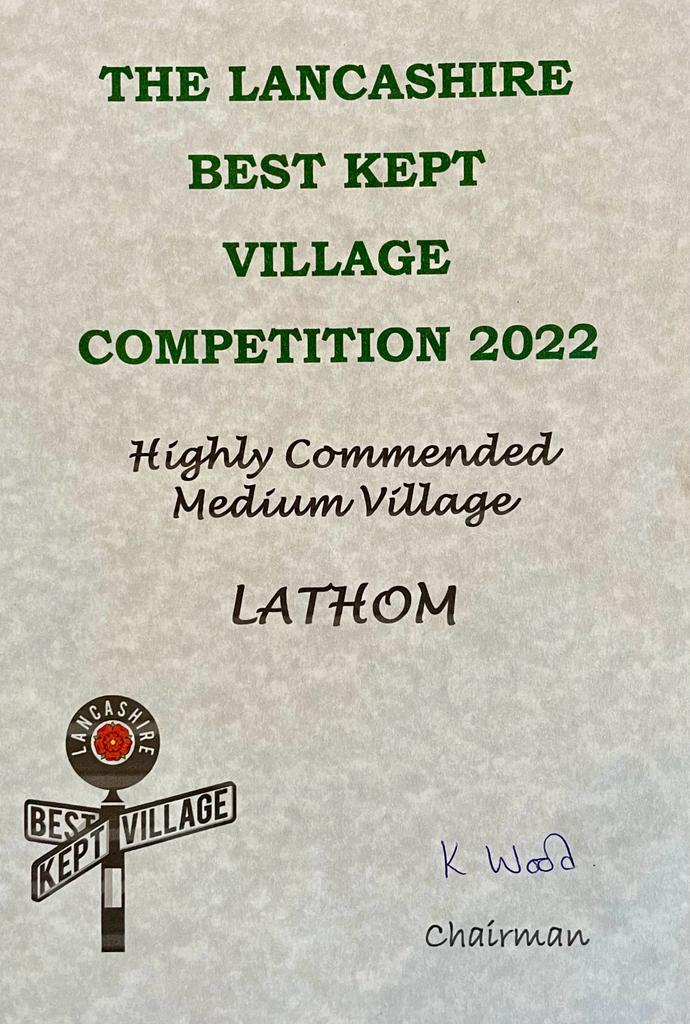 THE LANCASHIRE
BEST KEPT
VILLAGE
COMPETITION 2022
Highly Commended
Medium Village
LATHOM
LANCASHIRE
BEST
KEPT
VILLAGE
K Wood
Chairman